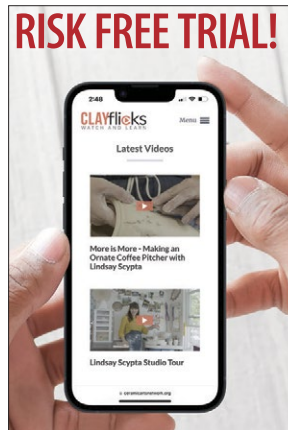 RISK FREE TRIAL!
2:48
CLAYflicks
WATCH AND LEARN
Menu
Latest Videos
More is More - Making an
Ornate Coffee Pitcher with
Lindsay Scypta
Lindsay Scypta Studio Tour
ceramicartsnetwork.org